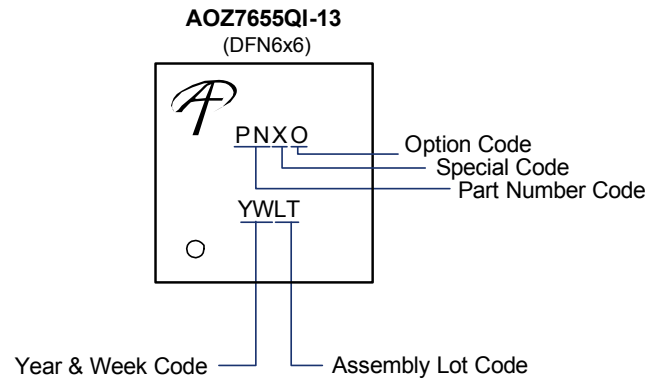 AOZ7655QI-13
(DFN6x6)
PNXO
Option Code
Special Code
Part Number Code
YWLT
Year & Week Code
Assembly Lot Code